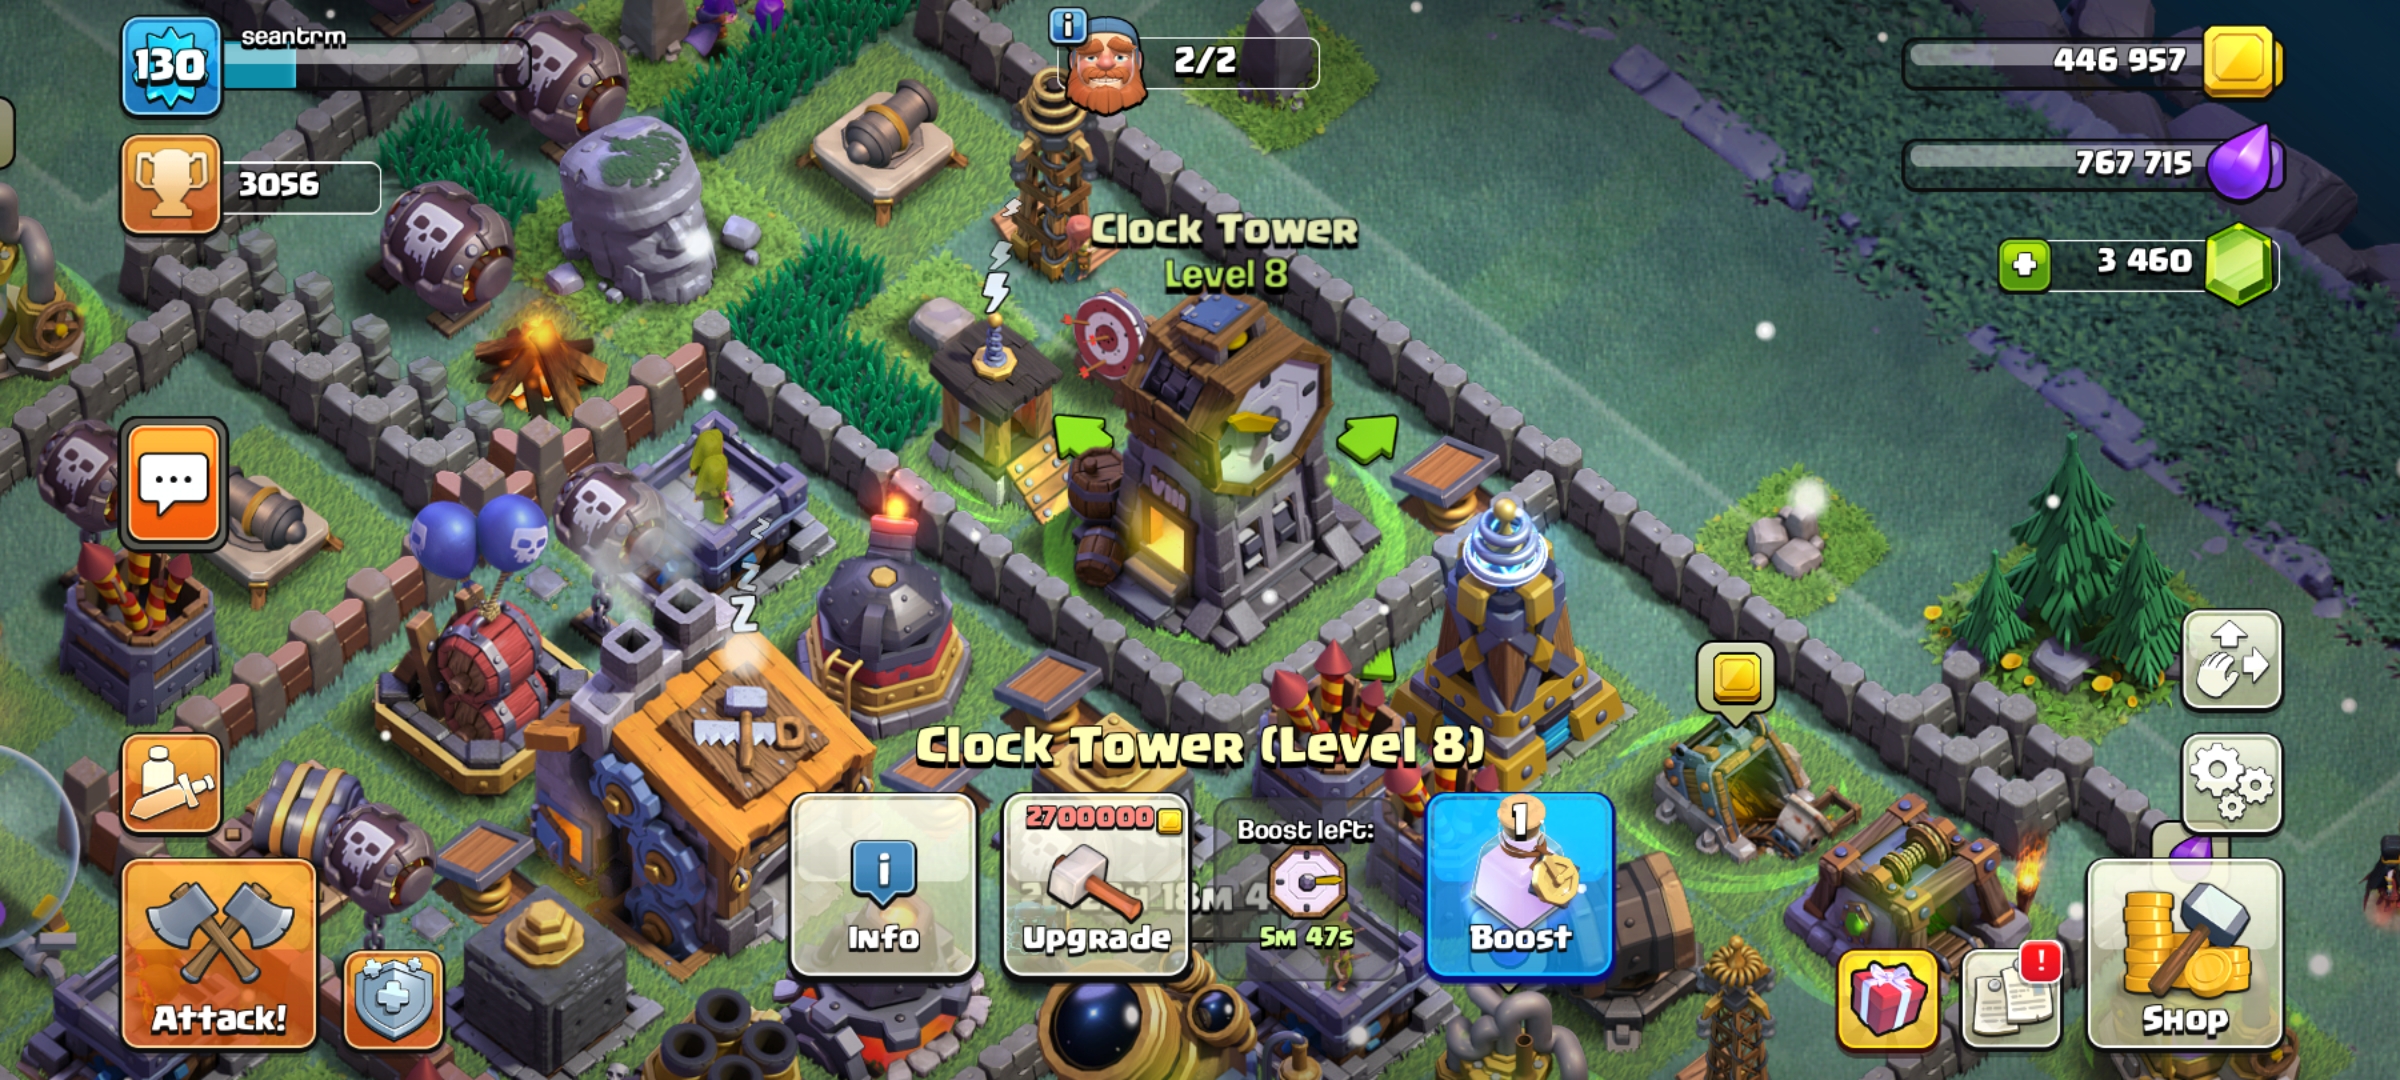 130
seantrm
2/2
446 957
3056
767 715
3 460
Clock Tower
Level 8
VIII
Clock Tower (Level 8)
1
2700000
Boost left:
Info
Upgrade
5M 47s
Boost
Attack!
Shop